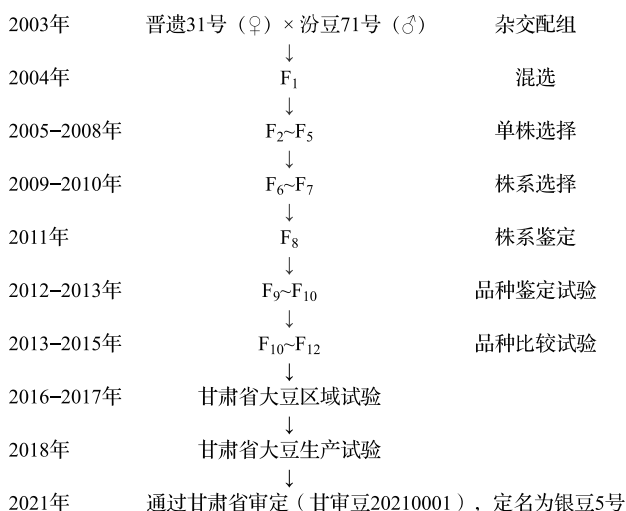 2003年 晋遗31号（♀）×汾豆71号（♂） 杂交配组
↓
2004年 F₁ 混选
↓
2005–2008年 F₂~F₅ 单株选择
↓
2009–2010年 F₆~F₇ 株系选择
↓
2011年 F₈ 株系鉴定
↓
2012–2013年 F₉~F₁₀ 品种鉴定试验
↓
2013–2015年 F₁₀~F₁₂ 品种比较试验
↓
2016–2017年 甘肃省大豆区域试验
↓
2018年 甘肃省大豆生产试验
↓
2021年 通过甘肃省审定（甘审豆20210001），定名为银豆5号